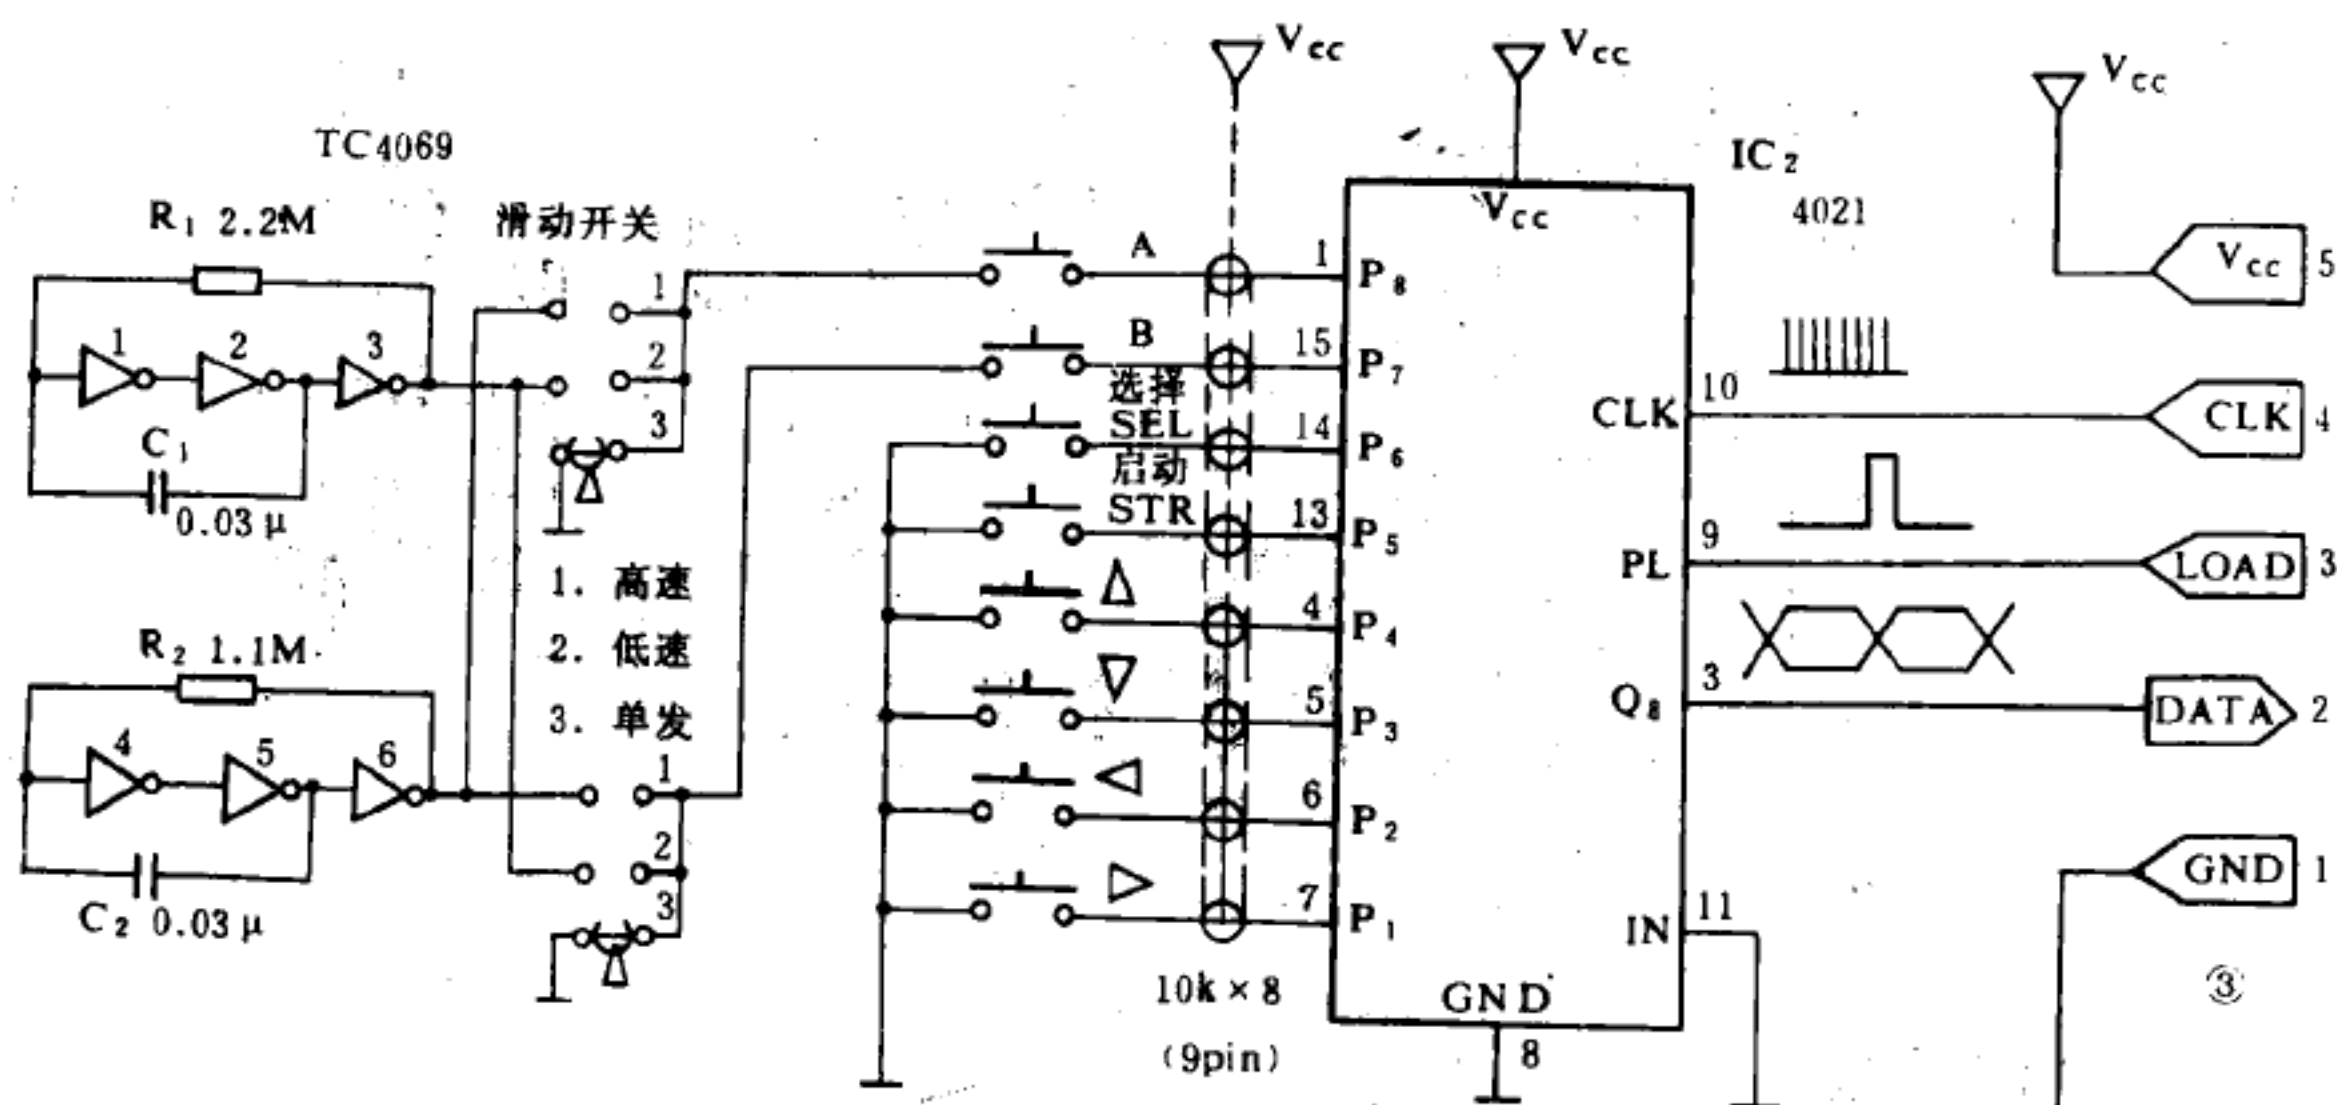 Vcc
Vcc
Vcc
TC4069
IC₂
4021
R₁ 2.2M
滑动开关
1 2 3
C₁
0.03μ
1
2
3
A
B
选择
SEL
启动
STR
△
▽
◁
▷
1 P₈
15 P₇
14 P₆
13 P₅
4 P₄
5 P₃
6 P₂
7 P₁
Vcc
CLK 10
PL 9
Q₈ 3
IN 11
GND
8
Vcc 5
CLK 4
LOAD 3
DATA 2
GND 1
1. 高速
2. 低速
3. 单发
R₂ 1.1M
4 5 6
C₂ 0.03μ
1
2
3
10k×8
(9pin)
③